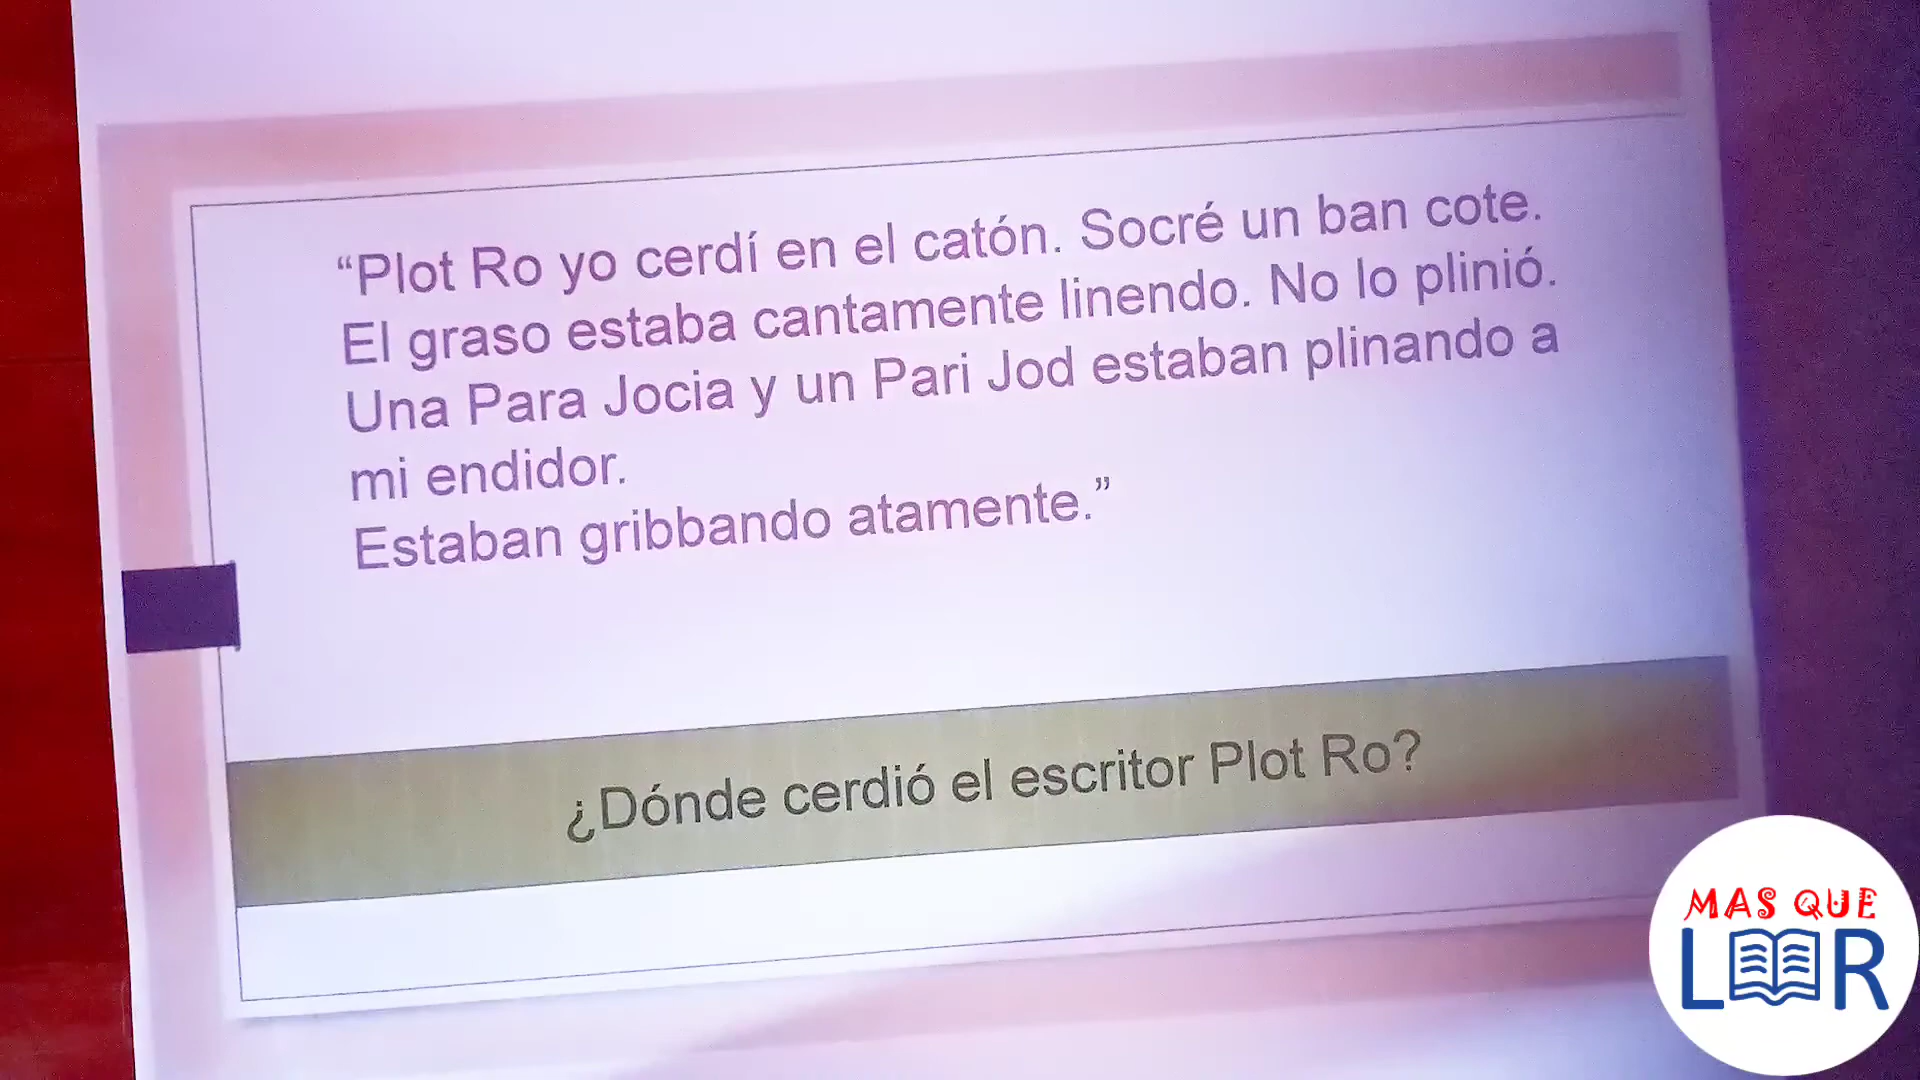 “Plot Ro yo cerdí en el catón. Socré un ban cote.
El graso estaba cantamente linendo. No lo plinió.
Una Para Jocia y un Pari Jod estaban plinando a
mi endidor.
Estaban gribbando atamente.”
¿Dónde cerdió el escritor Plot Ro?
MAS QUE
LEER